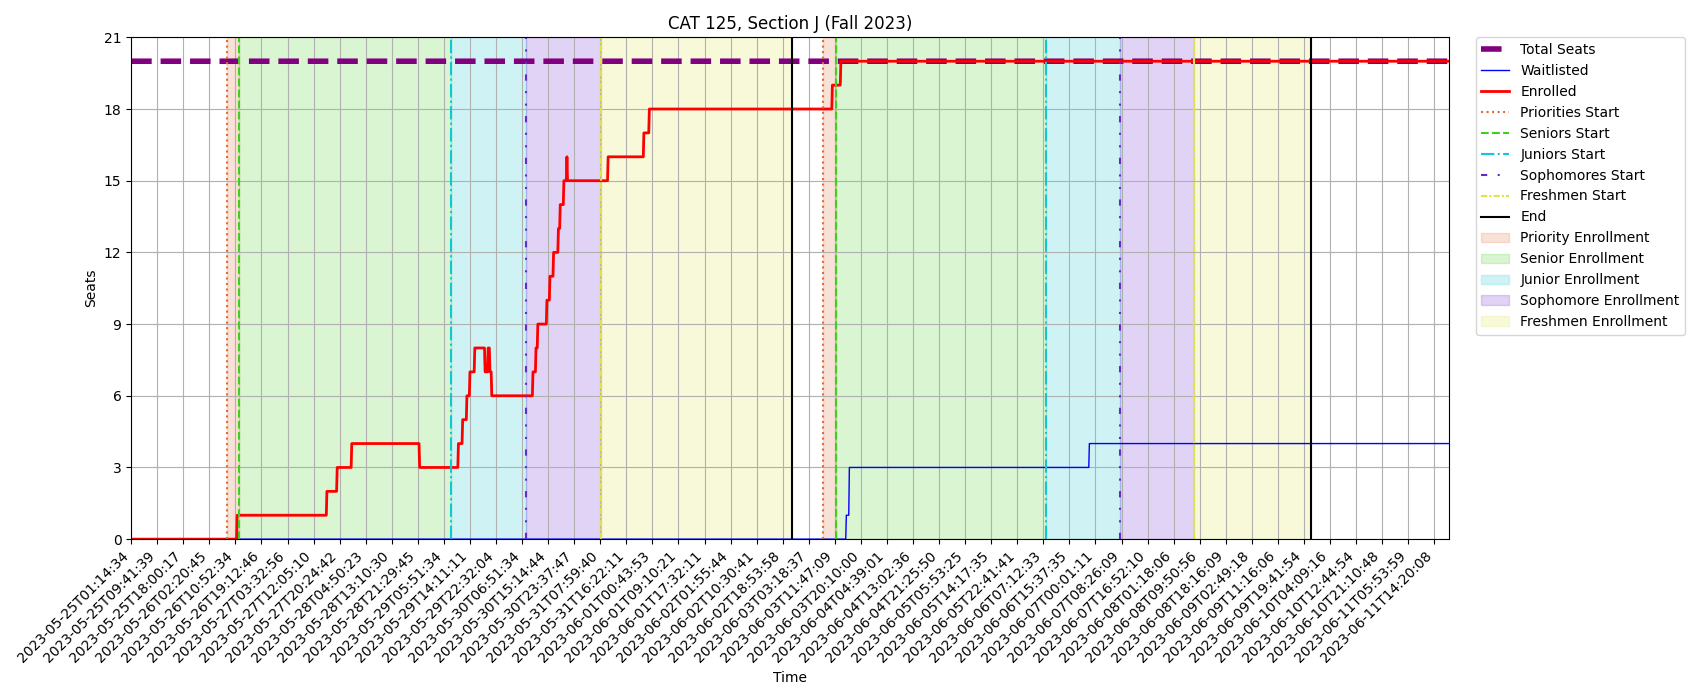 CAT 125, Section J (Fall 2023)
21
18
15
12
9
6
3
0
Seats
2023-05-25T01:14:34
2023-05-25T09:41:39
2023-05-25T18:00:17
2023-05-26T02:20:45
2023-05-26T10:52:34
2023-05-26T19:12:46
2023-05-27T03:32:56
2023-05-27T12:05:10
2023-05-27T20:24:42
2023-05-28T04:50:23
2023-05-28T13:10:30
2023-05-28T21:29:45
2023-05-29T05:51:34
2023-05-29T14:11:11
2023-05-29T22:32:04
2023-05-30T06:51:34
2023-05-30T15:14:44
2023-05-30T23:37:47
2023-05-31T07:59:40
2023-05-31T16:22:11
2023-06-01T00:43:53
2023-06-01T09:10:21
2023-06-01T17:32:11
2023-06-02T01:55:44
2023-06-02T10:30:41
2023-06-02T18:53:58
2023-06-03T03:18:37
2023-06-03T11:47:09
2023-06-03T20:10:00
2023-06-04T04:39:01
2023-06-04T13:02:36
2023-06-04T21:25:50
2023-06-05T05:53:25
2023-06-05T14:17:35
2023-06-05T22:41:41
2023-06-06T07:12:33
2023-06-06T15:37:35
2023-06-07T00:01:11
2023-06-07T08:26:09
2023-06-07T16:52:10
2023-06-08T01:18:06
2023-06-08T09:50:56
2023-06-08T18:16:09
2023-06-09T02:49:18
2023-06-09T11:16:06
2023-06-09T19:41:54
2023-06-10T04:09:16
2023-06-10T12:44:54
2023-06-10T21:10:48
2023-06-11T05:53:59
2023-06-11T14:20:08
Time
Total Seats
Waitlisted
Enrolled
Priorities Start
Seniors Start
Juniors Start
Sophomores Start
Freshmen Start
End
Priority Enrollment
Senior Enrollment
Junior Enrollment
Sophomore Enrollment
Freshmen Enrollment